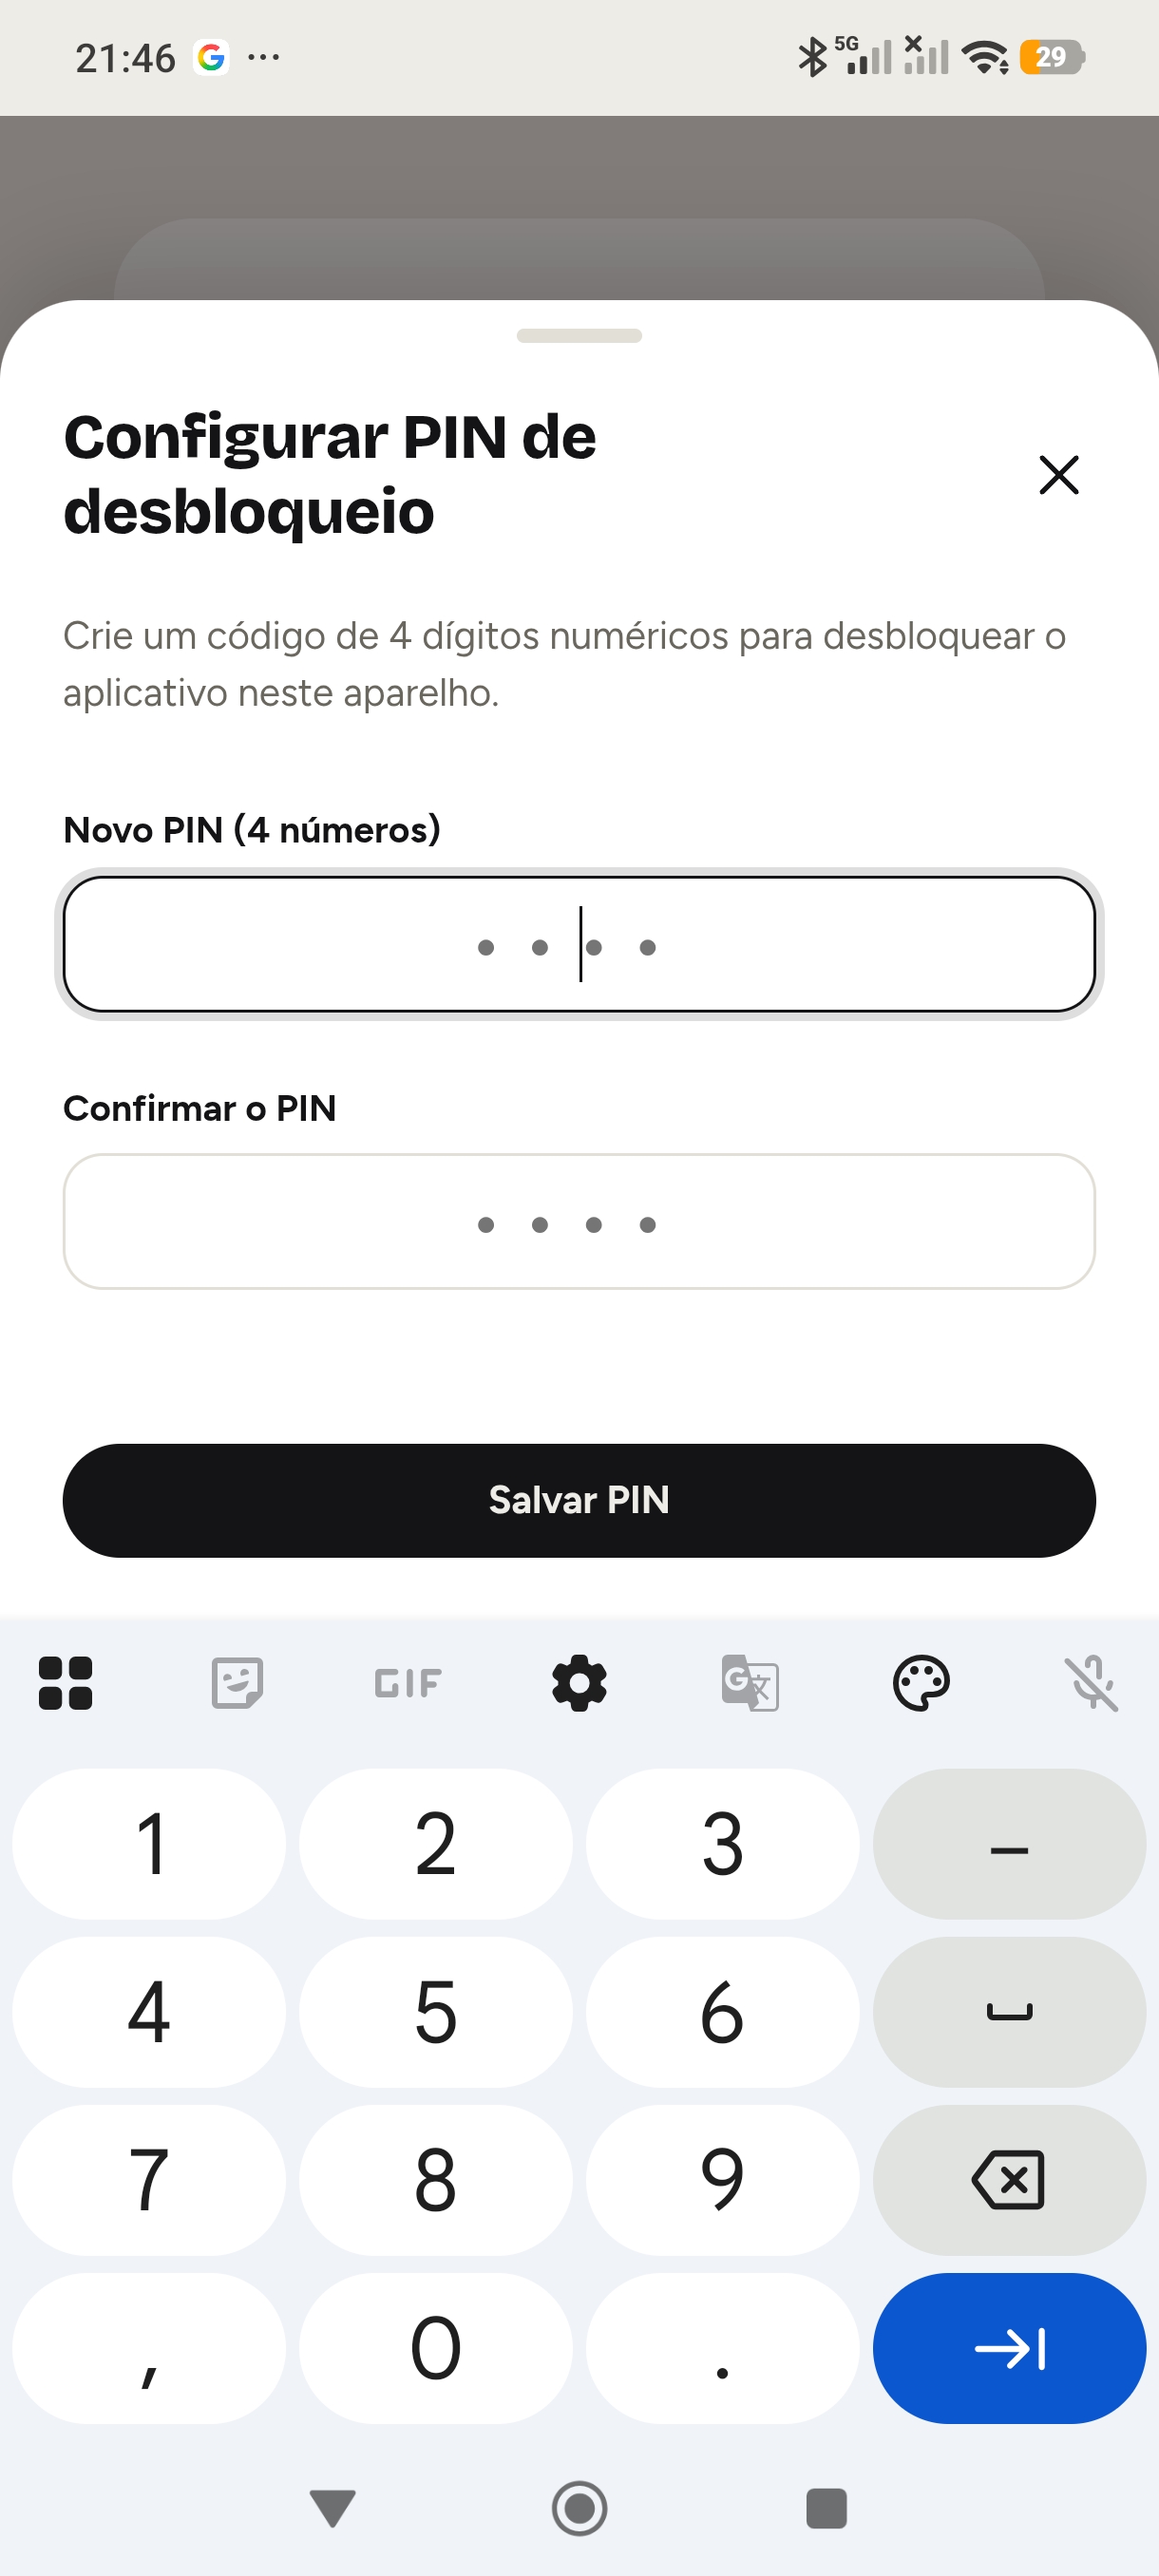 21:46
5G
29
Configurar PIN de
desbloqueio
Crie um código de 4 dígitos numéricos para desbloquear o
aplicativo neste aparelho.
Novo PIN (4 números)
• • • •
Confirmar o PIN
• • • •
Salvar PIN
GIF
1 2 3 –
4 5 6
7 8 9
, 0 .